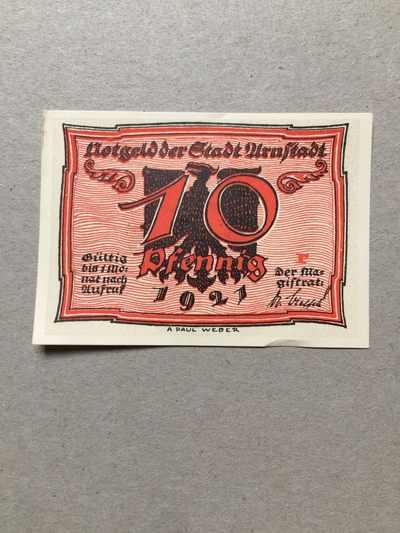 Notgeld der Stadt Arnstadt
10
Pfennig
Gültig
bis 1 Mo=
nat nach
Aufruf
r
Der Ma=
gistrat:
1921
A PAUL WEBER